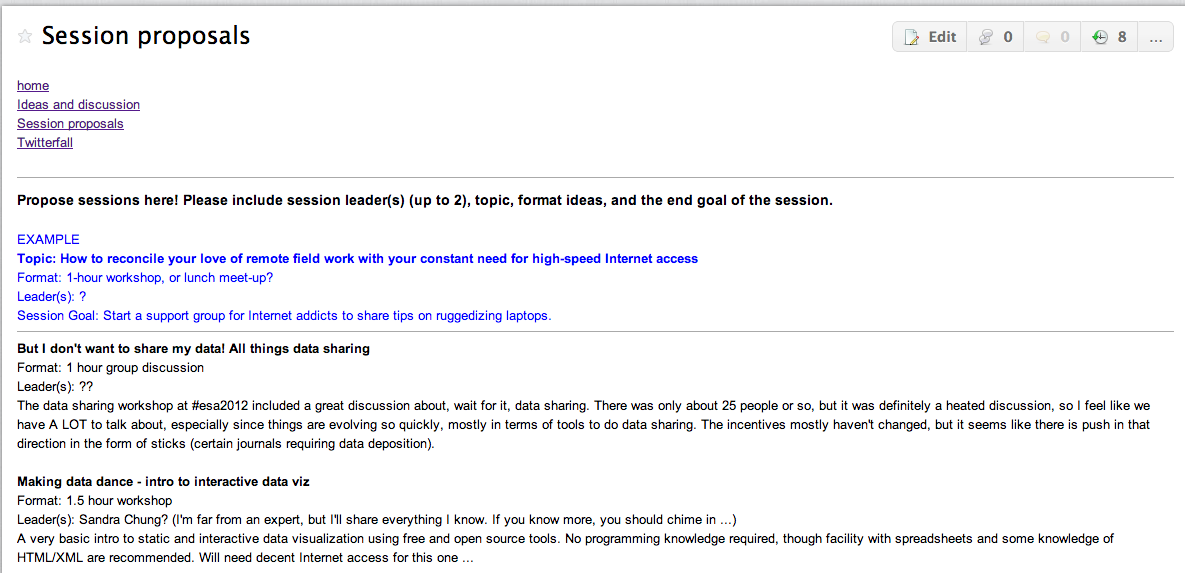 Session proposals
Edit 0 0 8 ...
home
Ideas and discussion
Session proposals
Twitterfall
Propose sessions here! Please include session leader(s) (up to 2), topic, format ideas, and the end goal of the session.
EXAMPLE
Topic: How to reconcile your love of remote field work with your constant need for high-speed Internet access
Format: 1-hour workshop, or lunch meet-up?
Leader(s): ?
Session Goal: Start a support group for Internet addicts to share tips on ruggedizing laptops.
But I don't want to share my data! All things data sharing
Format: 1 hour group discussion
Leader(s): ??
The data sharing workshop at #esa2012 included a great discussion about, wait for it, data sharing. There was only about 25 people or so, but it was definitely a heated discussion, so I feel like we
have A LOT to talk about, especially since things are evolving so quickly, mostly in terms of tools to do data sharing. The incentives mostly haven't changed, but it seems like there is push in that
direction in the form of sticks (certain journals requiring data deposition).
Making data dance - intro to interactive data viz
Format: 1.5 hour workshop
Leader(s): Sandra Chung? (I'm far from an expert, but I'll share everything I know. If you know more, you should chime in ...)
A very basic intro to static and interactive data visualization using free and open source tools. No programming knowledge required, though facility with spreadsheets and some knowledge of
HTML/XML are recommended. Will need decent Internet access for this one ...